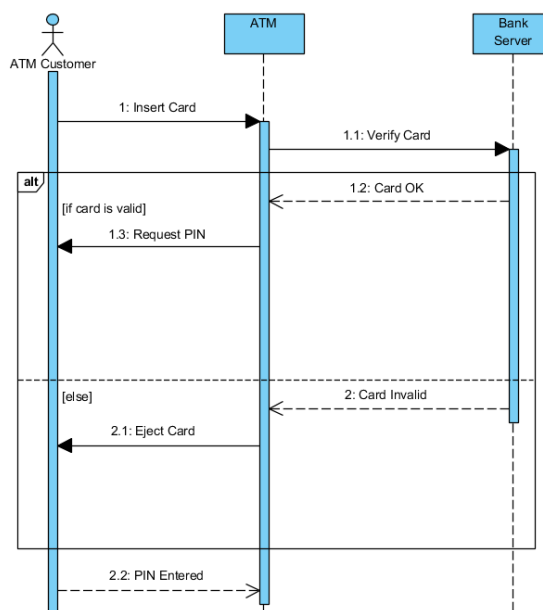 ATM
Bank
Server
ATM Customer
1: Insert Card
1.1: Verify Card
alt
1.2: Card OK
[if card is valid]
1.3: Request PIN
[else]
2: Card Invalid
2.1: Eject Card
2.2: PIN Entered